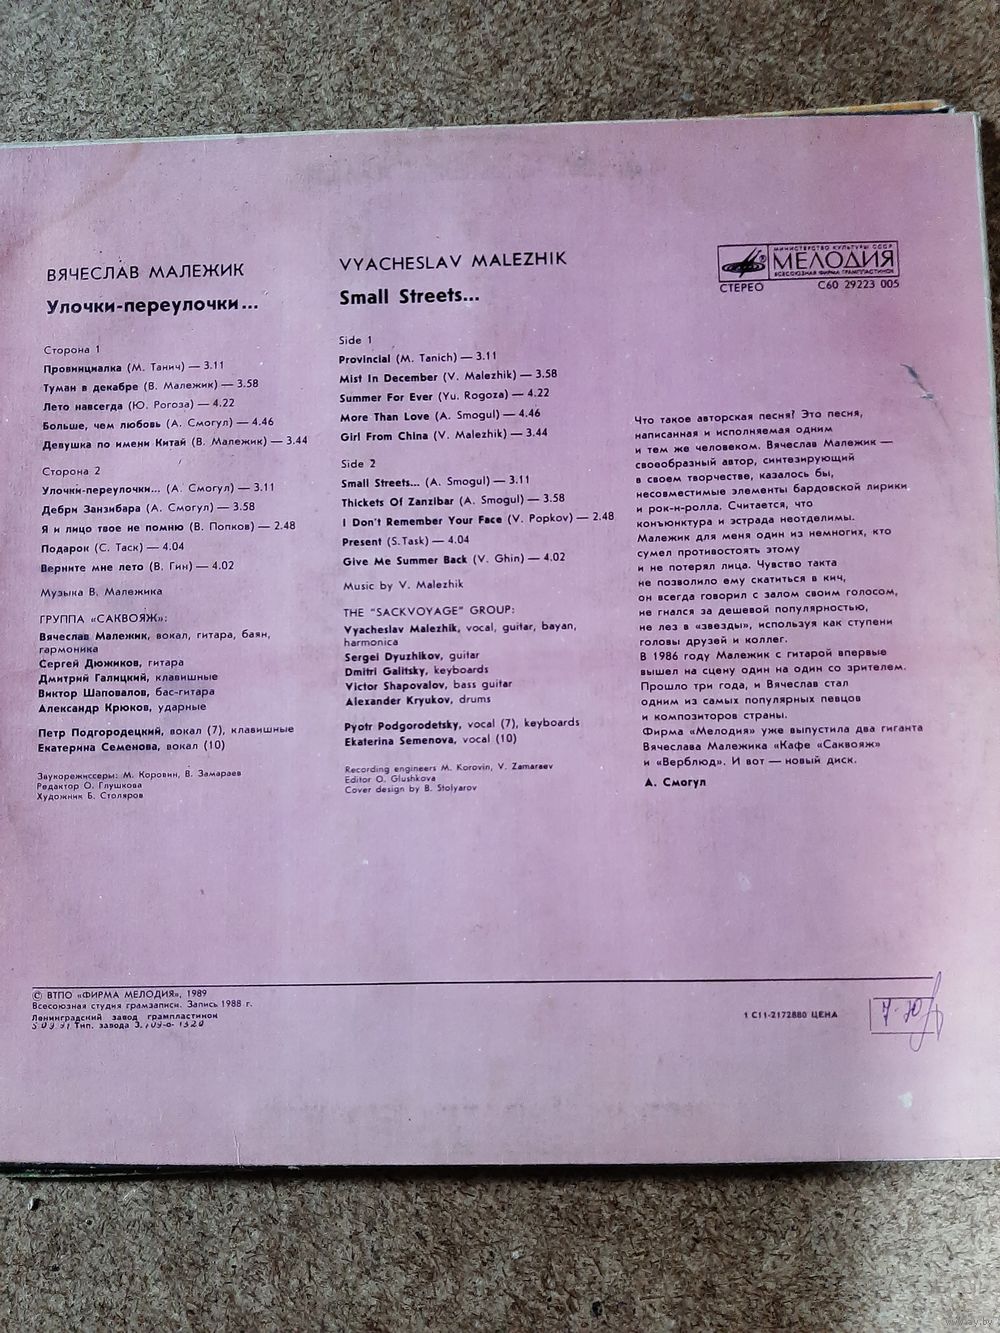 ВЯЧЕСЛАВ МАЛЕЖИК
Улочки-переулочки...
Сторона 1
Провинциалка (М. Танич) — 3.11
Туман в декабре (В. Малежик) — 3.58
Лето навсегда (Ю. Рогоза) — 4.22
Больше, чем любовь (А. Смогул) — 4.46
Девушка по имени Китай (В. Малежик) — 3.44
Сторона 2
Улочки-переулочки... (А. Смогул) — 3.11
Дебри Занзибара (А. Смогул) — 3.58
Я и лицо твое не помню (В. Попков) — 2.48
Подарок (С. Таск) — 4.04
Верните мне лето (В. Гин) — 4.02
Музыка В. Малежика
ГРУППА «САКВОЯЖ»:
Вячеслав Малежик, вокал, гитара, баян,
гармоника
Сергей Дюжиков, гитара
Дмитрий Галицкий, клавишные
Виктор Шаповалов, бас-гитара
Александр Крюков, ударные
Петр Подгородецкий, вокал (7), клавишные
Екатерина Семенова, вокал (10)
Звукорежиссеры: М. Коровин, В. Замараев
Редактор О. Глушкова
Художник Б. Столяров
VYACHESLAV MALEZHIK
Small Streets...
Side 1
Provincial (M. Tanich) — 3.11
Mist In December (V. Malezhik) — 3.58
Summer For Ever (Yu. Rogoza) — 4.22
More Than Love (A. Smogul) — 4.46
Girl From China (V. Malezhik) — 3.44
Side 2
Small Streets... (A. Smogul) — 3.11
Thickets Of Zanzibar (A. Smogul) — 3.58
I Don't Remember Your Face (V. Popkov) — 2.48
Present (S.Task) — 4.04
Give Me Summer Back (V. Ghin) — 4.02
Music by V. Malezhik
THE "SACKVOYAGE" GROUP:
Vyacheslav Malezhik, vocal, guitar, bayan,
harmonica
Sergei Dyuzhikov, guitar
Dmitri Galitsky, keyboards
Victor Shapovalov, bass guitar
Alexander Kryukov, drums
Pyotr Podgorodetsky, vocal (7), keyboards
Ekaterina Semenova, vocal (10)
Recording engineers M. Korovin, V. Zamaraev
Editor O. Glushkova
Cover design by B. Stolyarov
МИНИСТЕРСТВО КУЛЬТУРЫ СССР
МЕЛОДИЯ
ВСЕСОЮЗНАЯ ФИРМА ГРАМПЛАСТИНОК
СТЕРЕО С60 29223 005
Что такое авторская песня? Это песня,
написанная и исполняемая одним
и тем же человеком. Вячеслав Малежик —
своеобразный автор, синтезирующий
в своем творчестве, казалось бы,
несовместимые элементы бардовской лирики
и рок-н-ролла. Считается, что
конъюнктура и эстрада неотделимы.
Малежик для меня один из немногих, кто
сумел противостоять этому
и не потерял лица. Чувство такта
не позволило ему скатиться в кич,
он всегда говорил с залом своим голосом,
не гнался за дешевой популярностью,
не лез в «звезды», используя как ступени
головы друзей и коллег.
В 1986 году Малежик с гитарой впервые
вышел на сцену один на один со зрителем.
Прошло три года, и Вячеслав стал
одним из самых популярных певцов
и композиторов страны.
Фирма «Мелодия» уже выпустила два гиганта
Вячеслава Малежика «Кафе «Саквояж»
и «Верблюд». И вот — новый диск.
А. Смогул
© ВТПО «ФИРМА МЕЛОДИЯ», 1989
Всесоюзная студия грамзаписи. Запись 1988 г.
Ленинградский завод грампластинок
Тип. завода З.
1 С11-2172880 ЦЕНА
www.ay.by